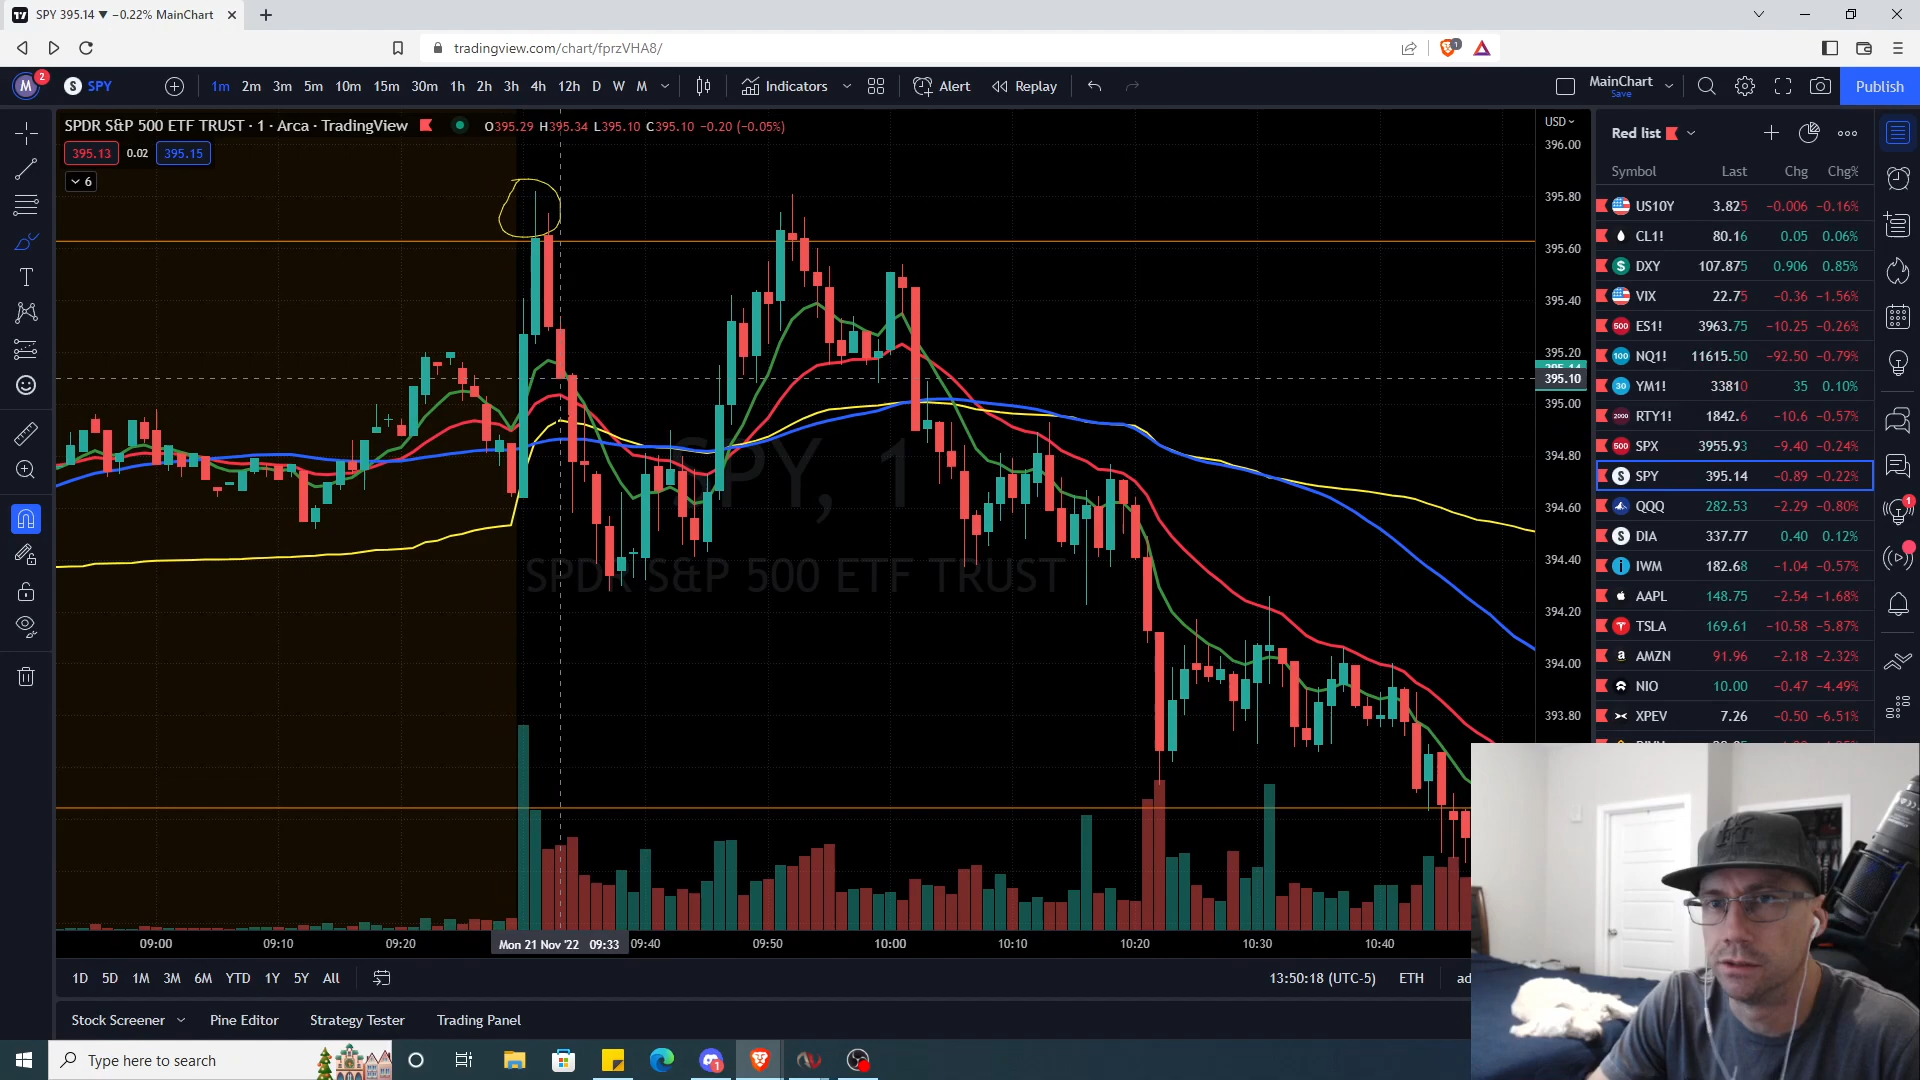 SPY 395.14 ▼ −0.22% MainChart
tradingview.com/chart/fprzVHA8/
1
M
2
S SPY
1m 2m 3m 5m 10m 15m 30m 1h 2h 3h 4h 12h D W M
Indicators
Alert
Replay
MainChart
Save
Publish
SPDR S&P 500 ETF TRUST · 1 · Arca · TradingView
O395.29 H395.34 L395.10 C395.10 −0.20 (−0.05%)
395.13 0.02 395.15
6
SPY, 1
SPDR S&P 500 ETF TRUST
USD
396.00
395.80
395.60
395.40
395.20
395.10
395.00
394.80
394.60
394.40
394.20
394.00
393.80
Red list
Symbol Last Chg Chg%
US10Y 3.825 −0.006 −0.16%
CL1! 80.16 0.05 0.06%
DXY 107.875 0.906 0.85%
VIX 22.75 −0.36 −1.56%
500 ES1! 3963.75 −10.25 −0.26%
100 NQ1! 11615.50 −92.50 −0.79%
30 YM1! 33810 35 0.10%
2000 RTY1! 1842.6 −10.6 −0.57%
500 SPX 3955.93 −9.40 −0.24%
S SPY 395.14 −0.89 −0.22%
QQQ 282.53 −2.29 −0.80%
S DIA 337.77 0.40 0.12%
IWM 182.68 −1.04 −0.57%
AAPL 148.75 −2.54 −1.68%
TSLA 169.61 −10.58 −5.87%
AMZN 91.96 −2.18 −2.32%
NIO 10.00 −0.47 −4.49%
XPEV 7.26 −0.50 −6.51%
1
09:00 09:10 09:20 Mon 21 Nov '22 09:33 09:40 09:50 10:00 10:10 10:20 10:30 10:40
1D 5D 1M 3M 6M YTD 1Y 5Y All
13:50:18 (UTC-5) ETH ad
Stock Screener Pine Editor Strategy Tester Trading Panel
Type here to search
1